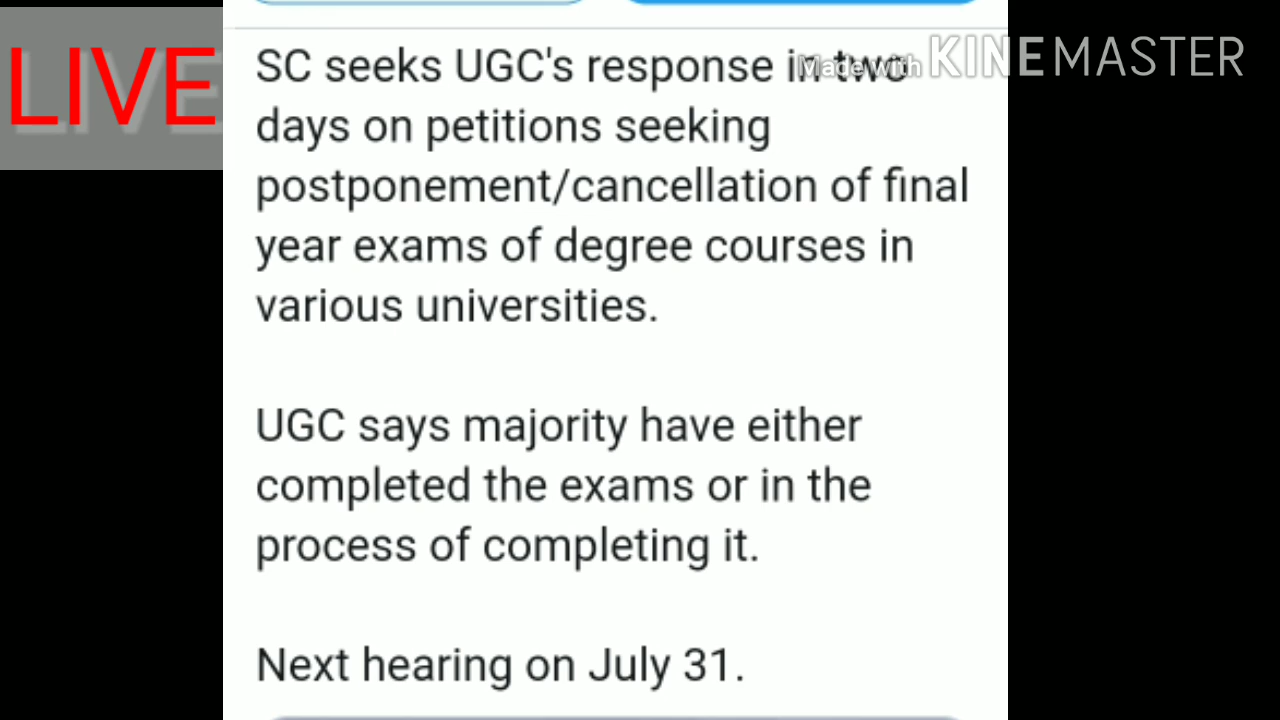 LIVE
Made with KINEMASTER
SC seeks UGC's response in two
days on petitions seeking
postponement/cancellation of final
year exams of degree courses in
various universities.
UGC says majority have either
completed the exams or in the
process of completing it.
Next hearing on July 31.